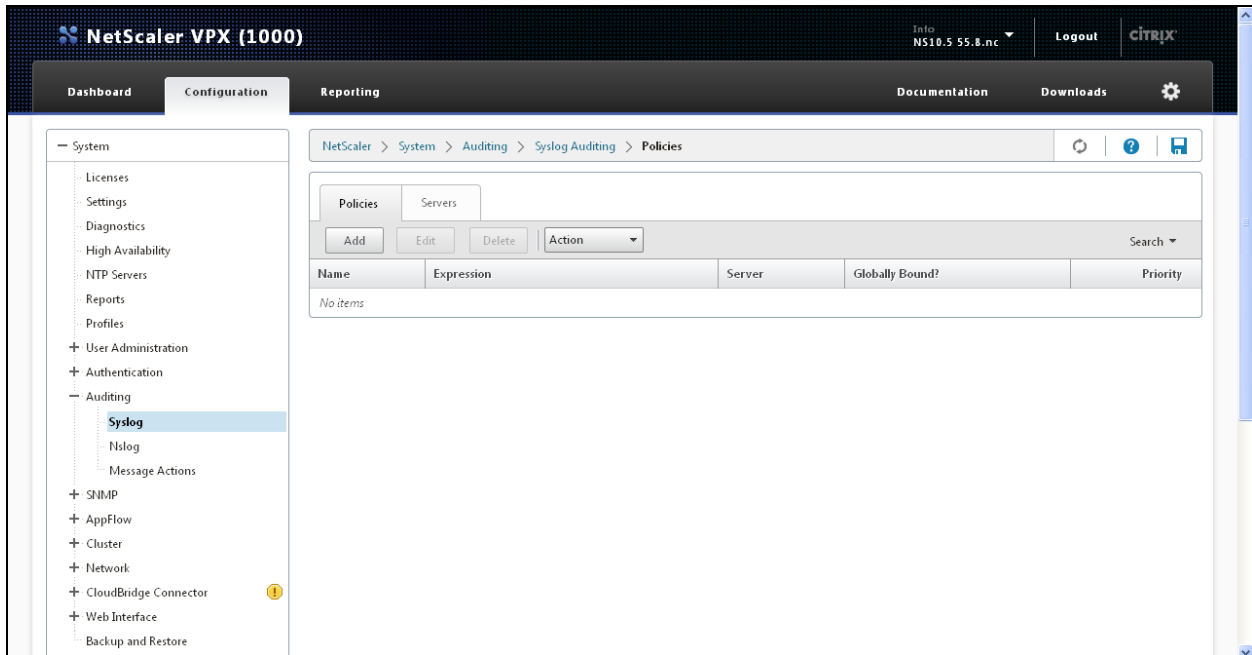 NetScaler VPX (1000)
Info
NS10.5 55.8.nc
Logout
CITRIX
Dashboard
Configuration
Reporting
Documentation
Downloads
System
Licenses
Settings
Diagnostics
High Availability
NTP Servers
Reports
Profiles
User Administration
Authentication
Auditing
Syslog
Nslog
Message Actions
SNMP
AppFlow
Cluster
Network
CloudBridge Connector
Web Interface
Backup and Restore
NetScaler > System > Auditing > Syslog Auditing > Policies
Policies
Servers
Add
Edit
Delete
Action
Search
Name Expression Server Globally Bound? Priority
No items